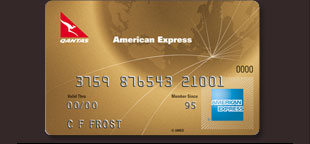 QANTAS
American Express
0000
3759 876543 21001
Valid Thru
Member Since
00/00
95
AMERICAN
EXPRESS
C F FROST